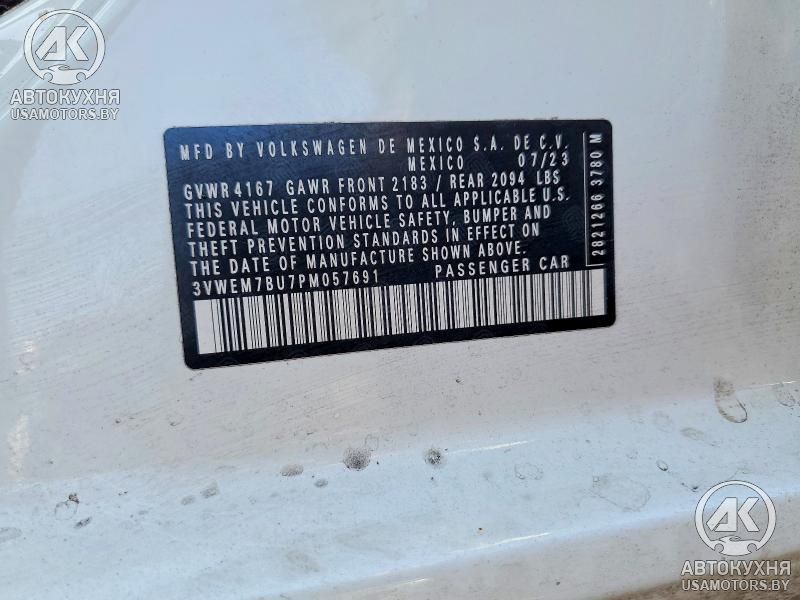 AK
АВТОКУХНЯ
USAMOTORS.BY
MFD BY VOLKSWAGEN DE MEXICO S.A. DE C.V.
MEXICO 07/23
GVWR 4167 GAWR FRONT 2183 / REAR 2094 LBS
THIS VEHICLE CONFORMS TO ALL APPLICABLE U.S.
FEDERAL MOTOR VEHICLE SAFETY, BUMPER AND
THEFT PREVENTION STANDARDS IN EFFECT ON
THE DATE OF MANUFACTURE SHOWN ABOVE.
3VWEM7BU7PM057691 PASSENGER CAR
2821266 3780 M
AK
АВТОКУХНЯ
USAMOTORS.BY